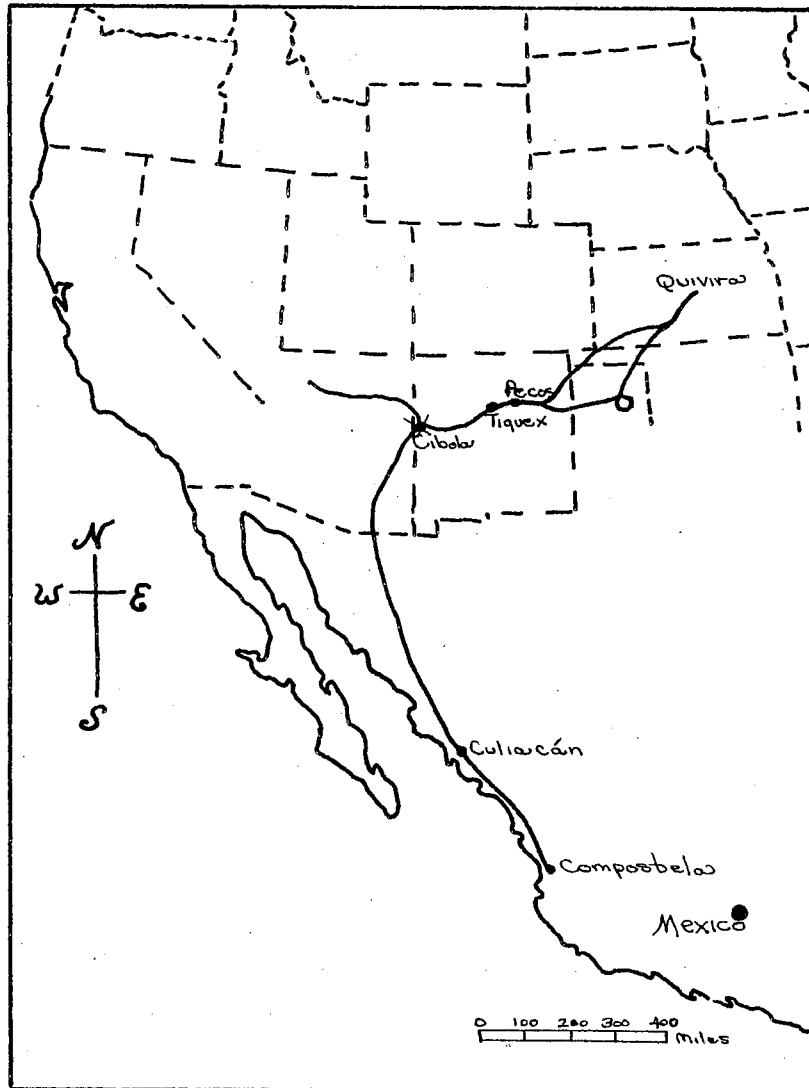 Quivira
Pecos
Tiquex
Cibola
N
W E
S
Culiacán
Compostela
Mexico
0 100 200 300 400
miles